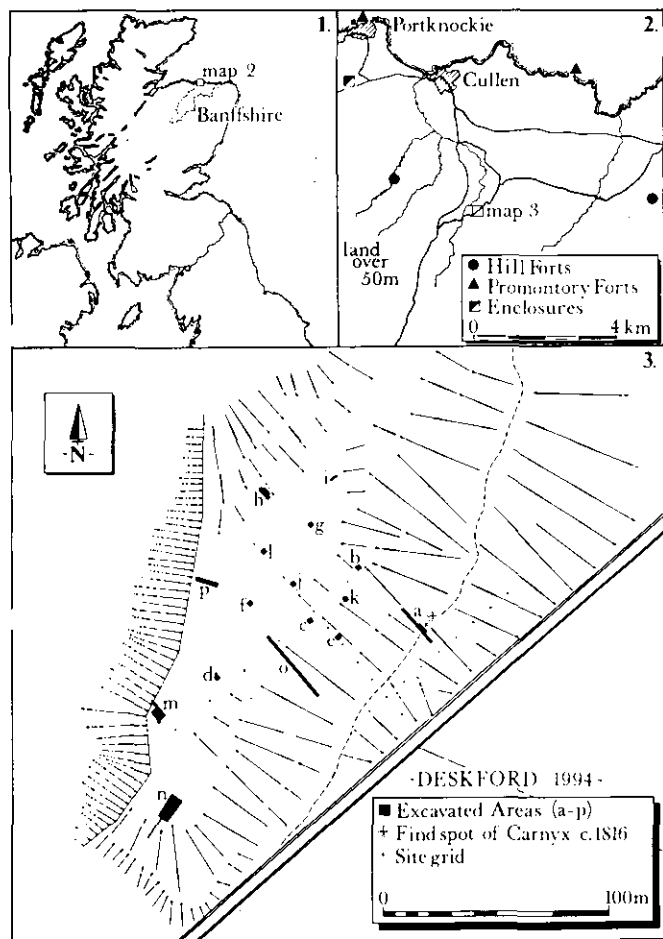 1.
map 2
Banffshire
2.
Portknockie
Cullen
map 3
land
over
50m
Hill Forts
Promontory Forts
Enclosures
0 4 km
3.
-N-
h
i
g
l
b
p
j
f
k
a
c
e
o
d
m
n
-DESKFORD 1994-
Excavated Areas (a-p)
Find spot of Carnyx c.1816
Site grid
0 100m